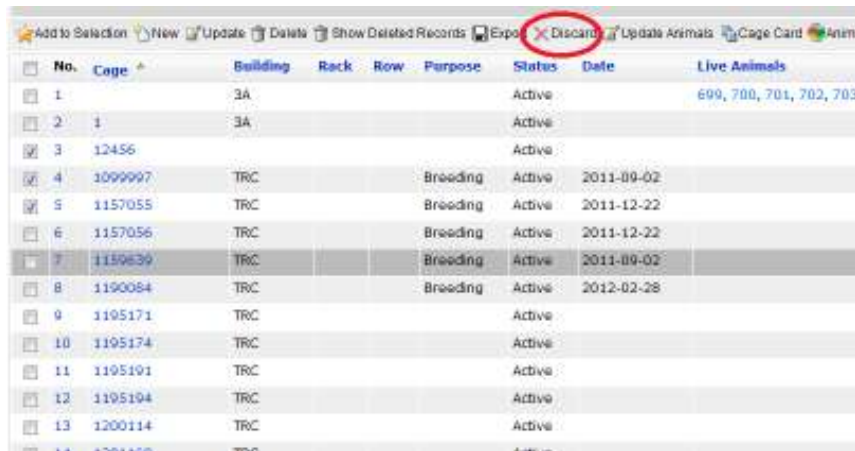 Add to Selection New Update Delete Show Deleted Records Export Discard Update Animals Cage Card Anim
No. Cage Building Rack Row Purpose Status Date Live Animals
1 3A Active 699, 700, 701, 702, 703
2 1 3A Active
3 12456 Active
4 1099997 TRC Breeding Active 2011-09-02
5 1157055 TRC Breeding Active 2011-12-22
6 1157056 TRC Breeding Active 2011-12-22
7 1159639 TRC Breeding Active 2011-09-02
8 1190084 TRC Breeding Active 2012-02-28
9 1195171 TRC Active
10 1195174 TRC Active
11 1195191 TRC Active
12 1195194 TRC Active
13 1200114 TRC Active